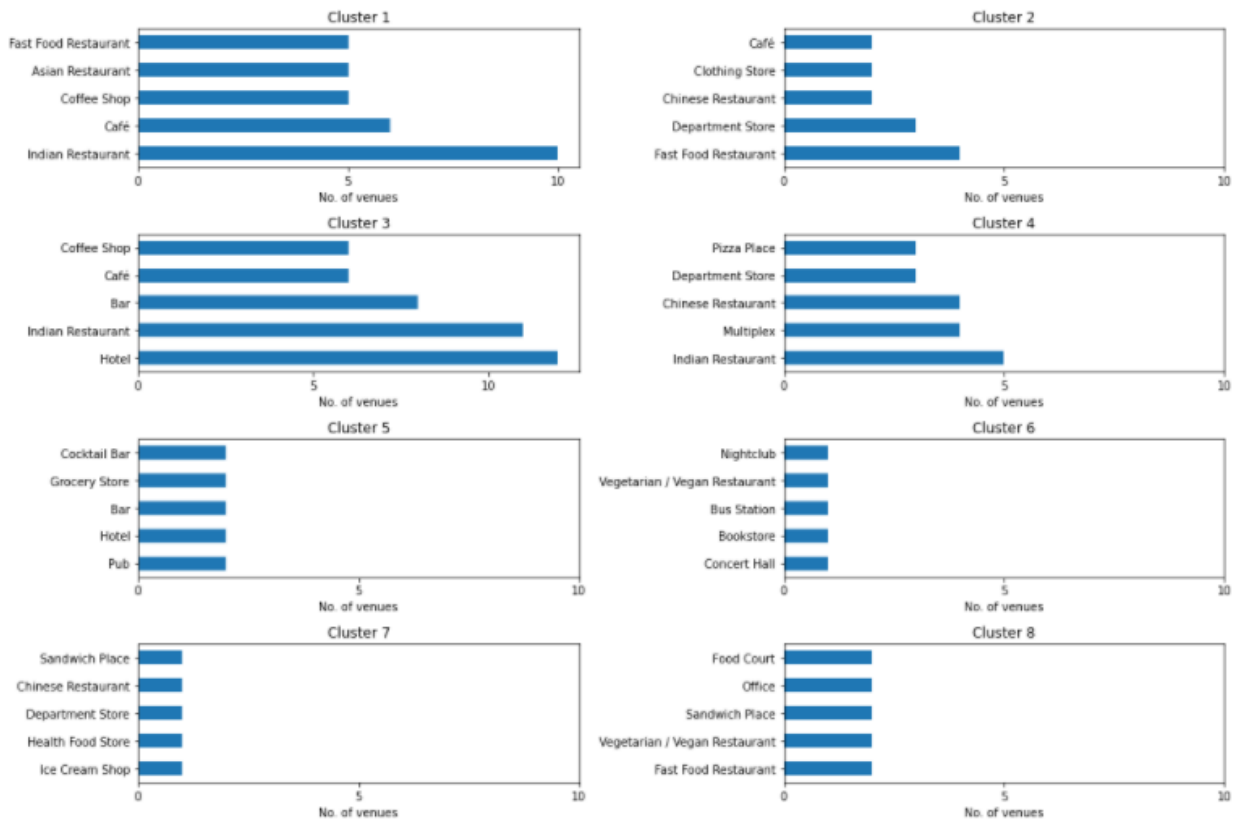 Cluster 1
Fast Food Restaurant
Asian Restaurant
Coffee Shop
Café
Indian Restaurant
0 5 10
No. of venues
Cluster 2
Café
Clothing Store
Chinese Restaurant
Department Store
Fast Food Restaurant
0 5 10
No. of venues
Cluster 3
Coffee Shop
Café
Bar
Indian Restaurant
Hotel
0 5 10
No. of venues
Cluster 4
Pizza Place
Department Store
Chinese Restaurant
Multiplex
Indian Restaurant
0 5 10
No. of venues
Cluster 5
Cocktail Bar
Grocery Store
Bar
Hotel
Pub
0 5 10
No. of venues
Cluster 6
Nightclub
Vegetarian / Vegan Restaurant
Bus Station
Bookstore
Concert Hall
0 5 10
No. of venues
Cluster 7
Sandwich Place
Chinese Restaurant
Department Store
Health Food Store
Ice Cream Shop
0 5 10
No. of venues
Cluster 8
Food Court
Office
Sandwich Place
Vegetarian / Vegan Restaurant
Fast Food Restaurant
0 5 10
No. of venues